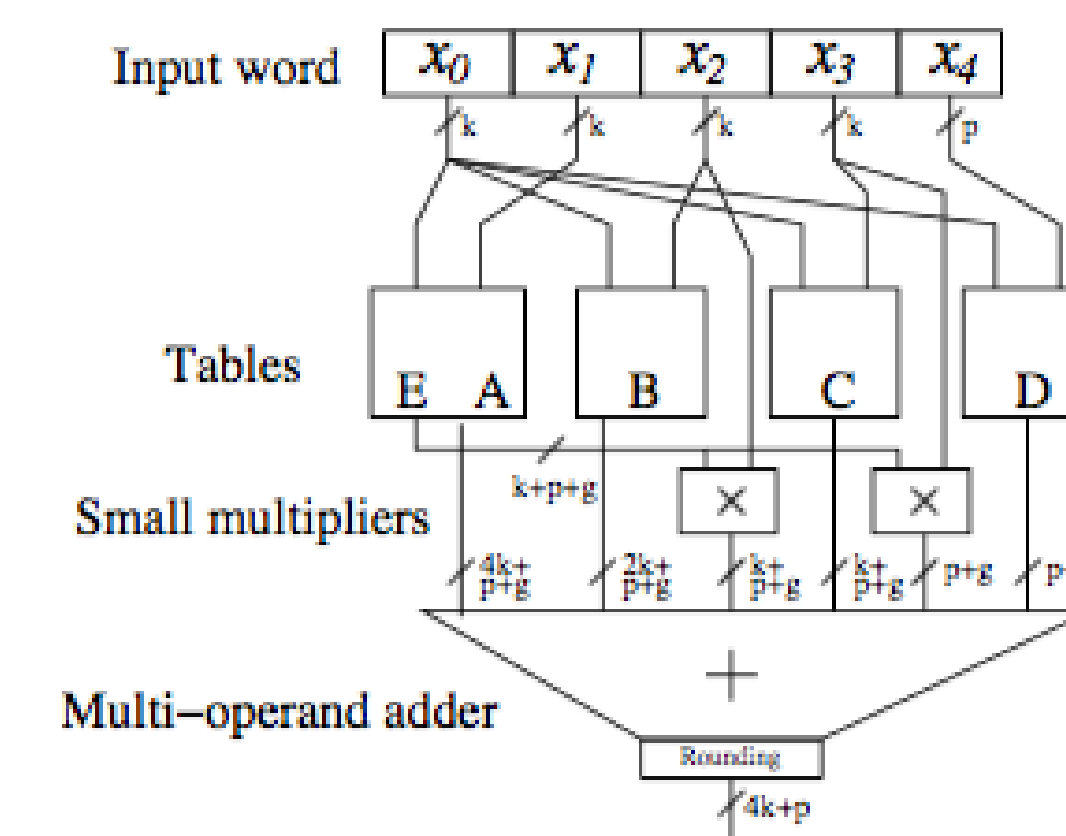 Input word x0 x1 x2 x3 x4
k k k k p
Tables
E A B C D
k+p+g
Small multipliers × ×
4k+ 2k+ k+ k+
p+g p+g p+g p+g p+g p
+
Multi−operand adder
Rounding
4k+p